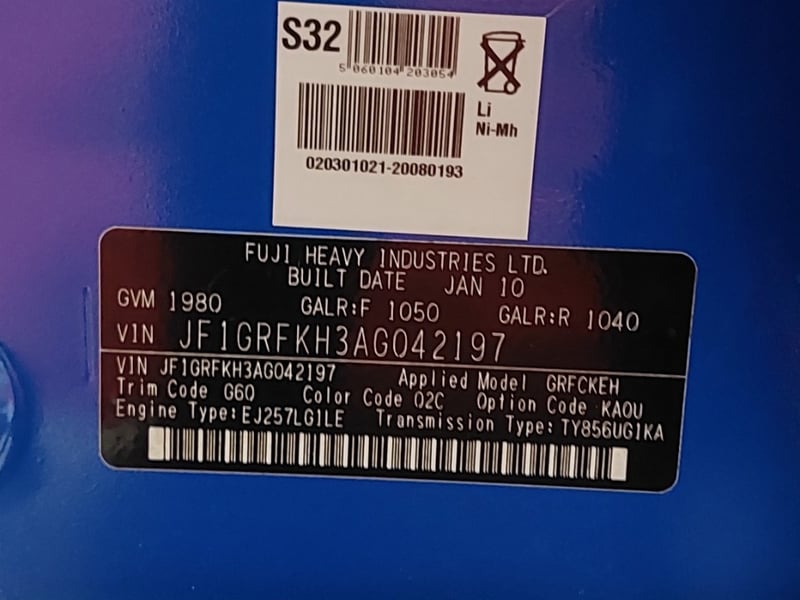 S32
5 060104 203054
Li
Ni-Mh
020301021-20080193
FUJI HEAVY INDUSTRIES LTD.
BUILT DATE JAN 10
GVM 1980 GALR:F 1050 GALR:R 1040
VIN JF1GRFKH3AG042197
VIN JF1GRFKH3AG042197 Applied Model GRFCKEH
Trim Code G60 Color Code 02C Option Code KAOU
Engine Type:EJ257LG1LE Transmission Type:TY856UG1KA